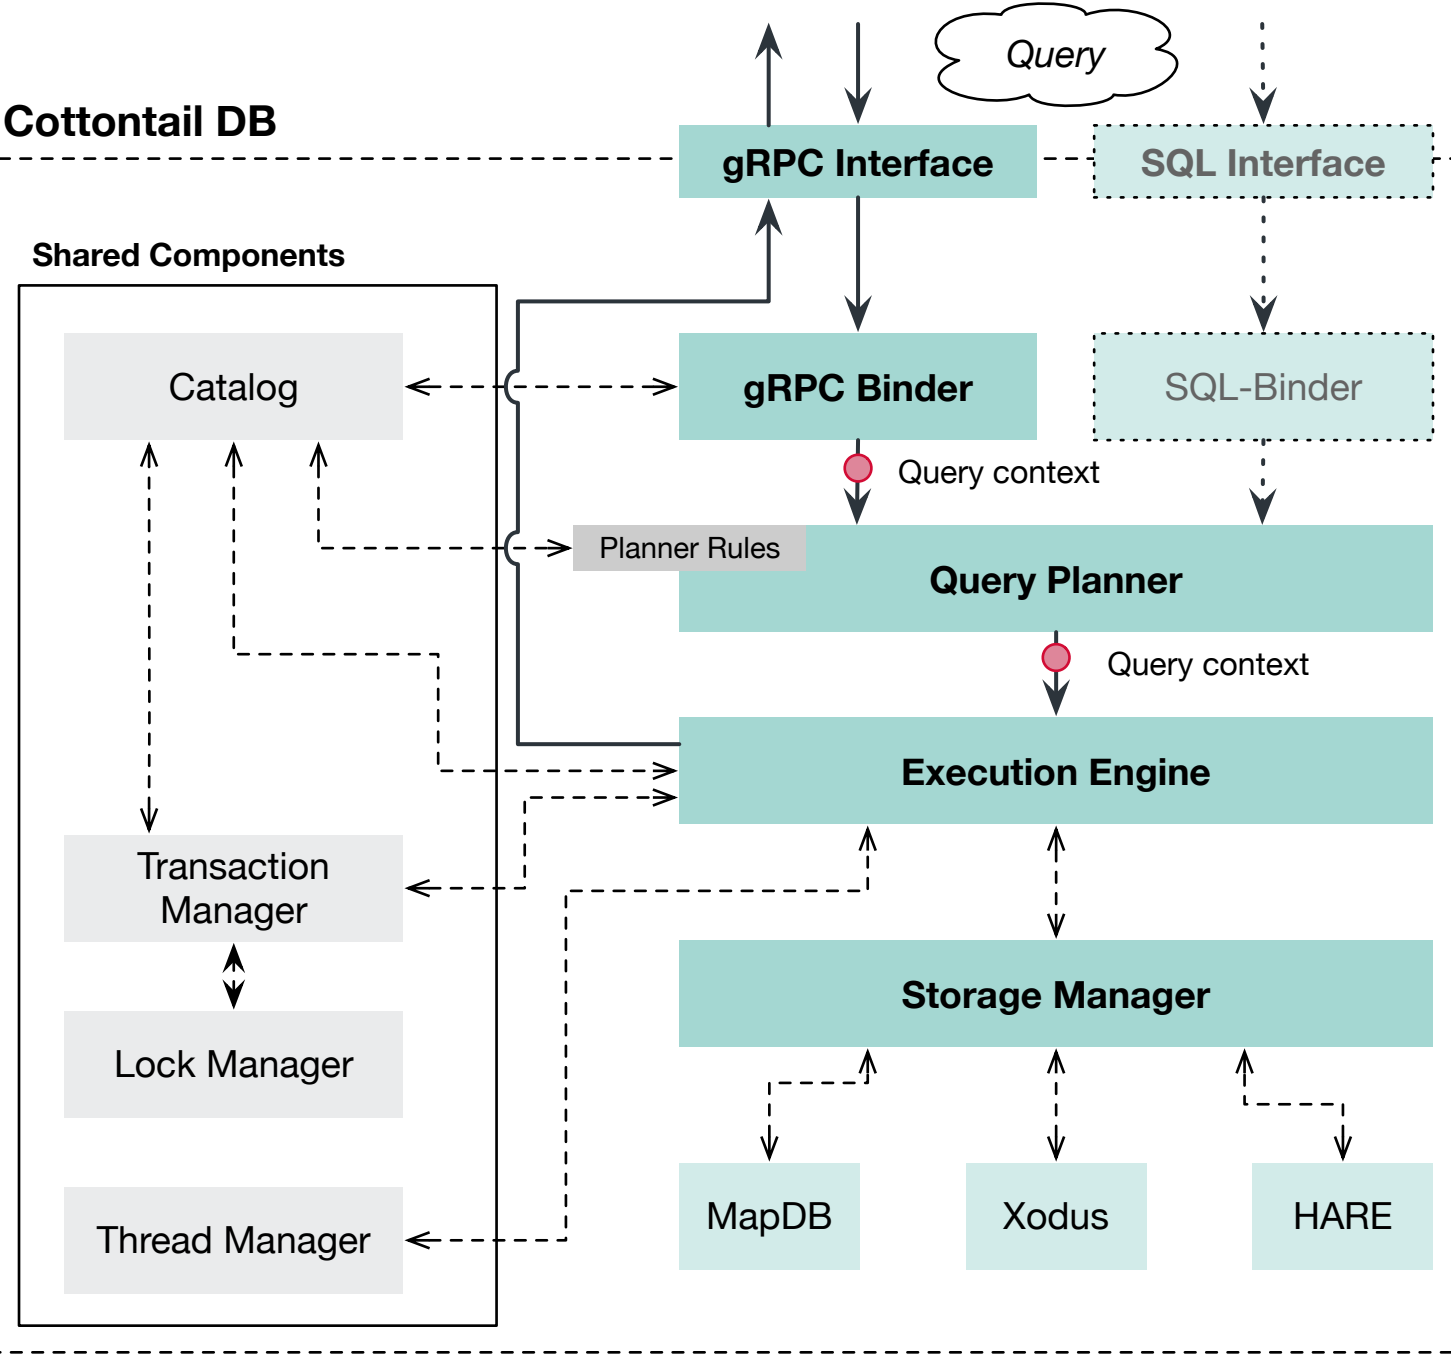 Query
Cottontail DB
gRPC Interface
SQL Interface
Shared Components
Catalog
gRPC Binder
SQL-Binder
Query context
Planner Rules
Query Planner
Query context
Execution Engine
Transaction
Manager
Storage Manager
Lock Manager
MapDB
Xodus
HARE
Thread Manager